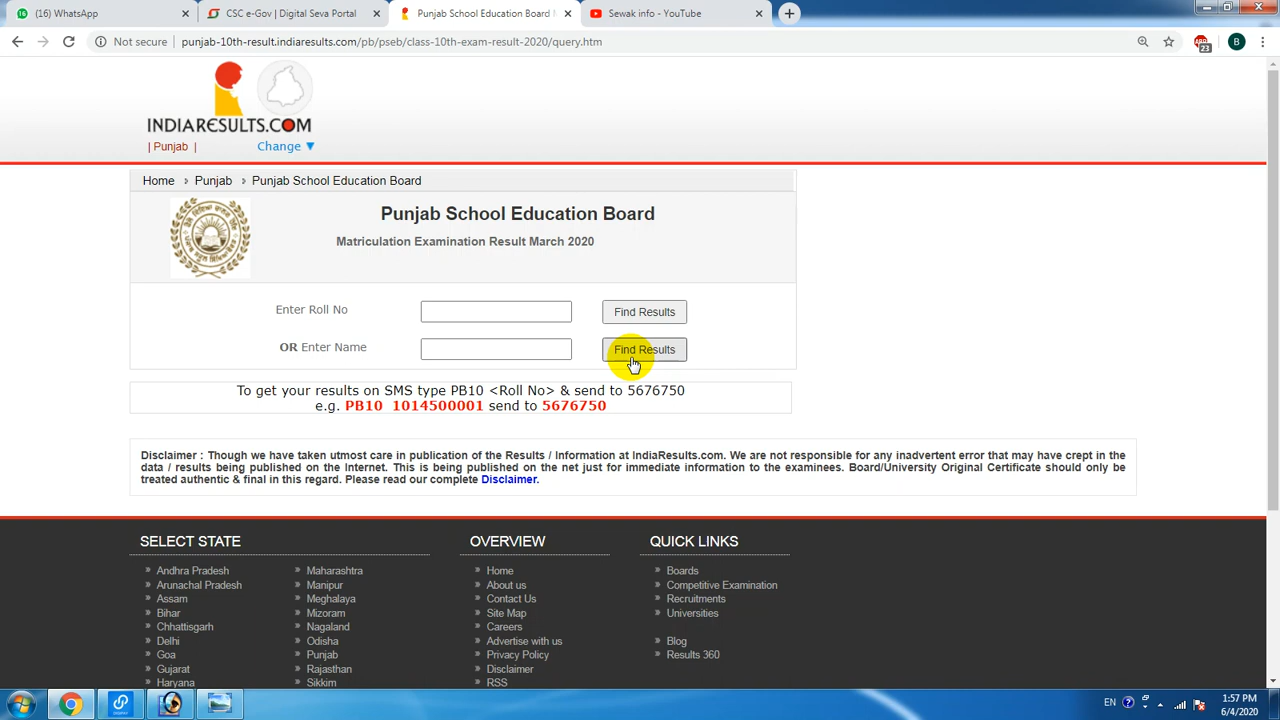 (16) WhatsApp
CSC e-Gov | Digital Seva Portal
Punjab School Education Board
Sewak info - YouTube
Not secure | punjab-10th-result.indiaresults.com/pb/pseb/class-10th-exam-result-2020/query.htm
23
B
INDIARESULTS.COM
| Punjab |
Change ▼
Home › Punjab › Punjab School Education Board
Punjab School Education Board
Matriculation Examination Result March 2020
Enter Roll No
Find Results
OR Enter Name
Find Results
To get your results on SMS type PB10 <Roll No> & send to 5676750
e.g. PB10 1014500001 send to 5676750
Disclaimer : Though we have taken utmost care in publication of the Results / Information at IndiaResults.com. We are not responsible for any inadvertent error that may have crept in the
data / results being published on the Internet. This is being published on the net just for immediate information to the examinees. Board/University Original Certificate should only be
treated authentic & final in this regard. Please read our complete Disclaimer.
SELECT STATE
Andhra Pradesh
Arunachal Pradesh
Assam
Bihar
Chhattisgarh
Delhi
Goa
Gujarat
Haryana
Maharashtra
Manipur
Meghalaya
Mizoram
Nagaland
Odisha
Punjab
Rajasthan
Sikkim
OVERVIEW
Home
About us
Contact Us
Site Map
Careers
Advertise with us
Privacy Policy
Disclaimer
RSS
QUICK LINKS
Boards
Competitive Examination
Recruitments
Universities
Blog
Results 360
EN
1:57 PM
6/4/2020